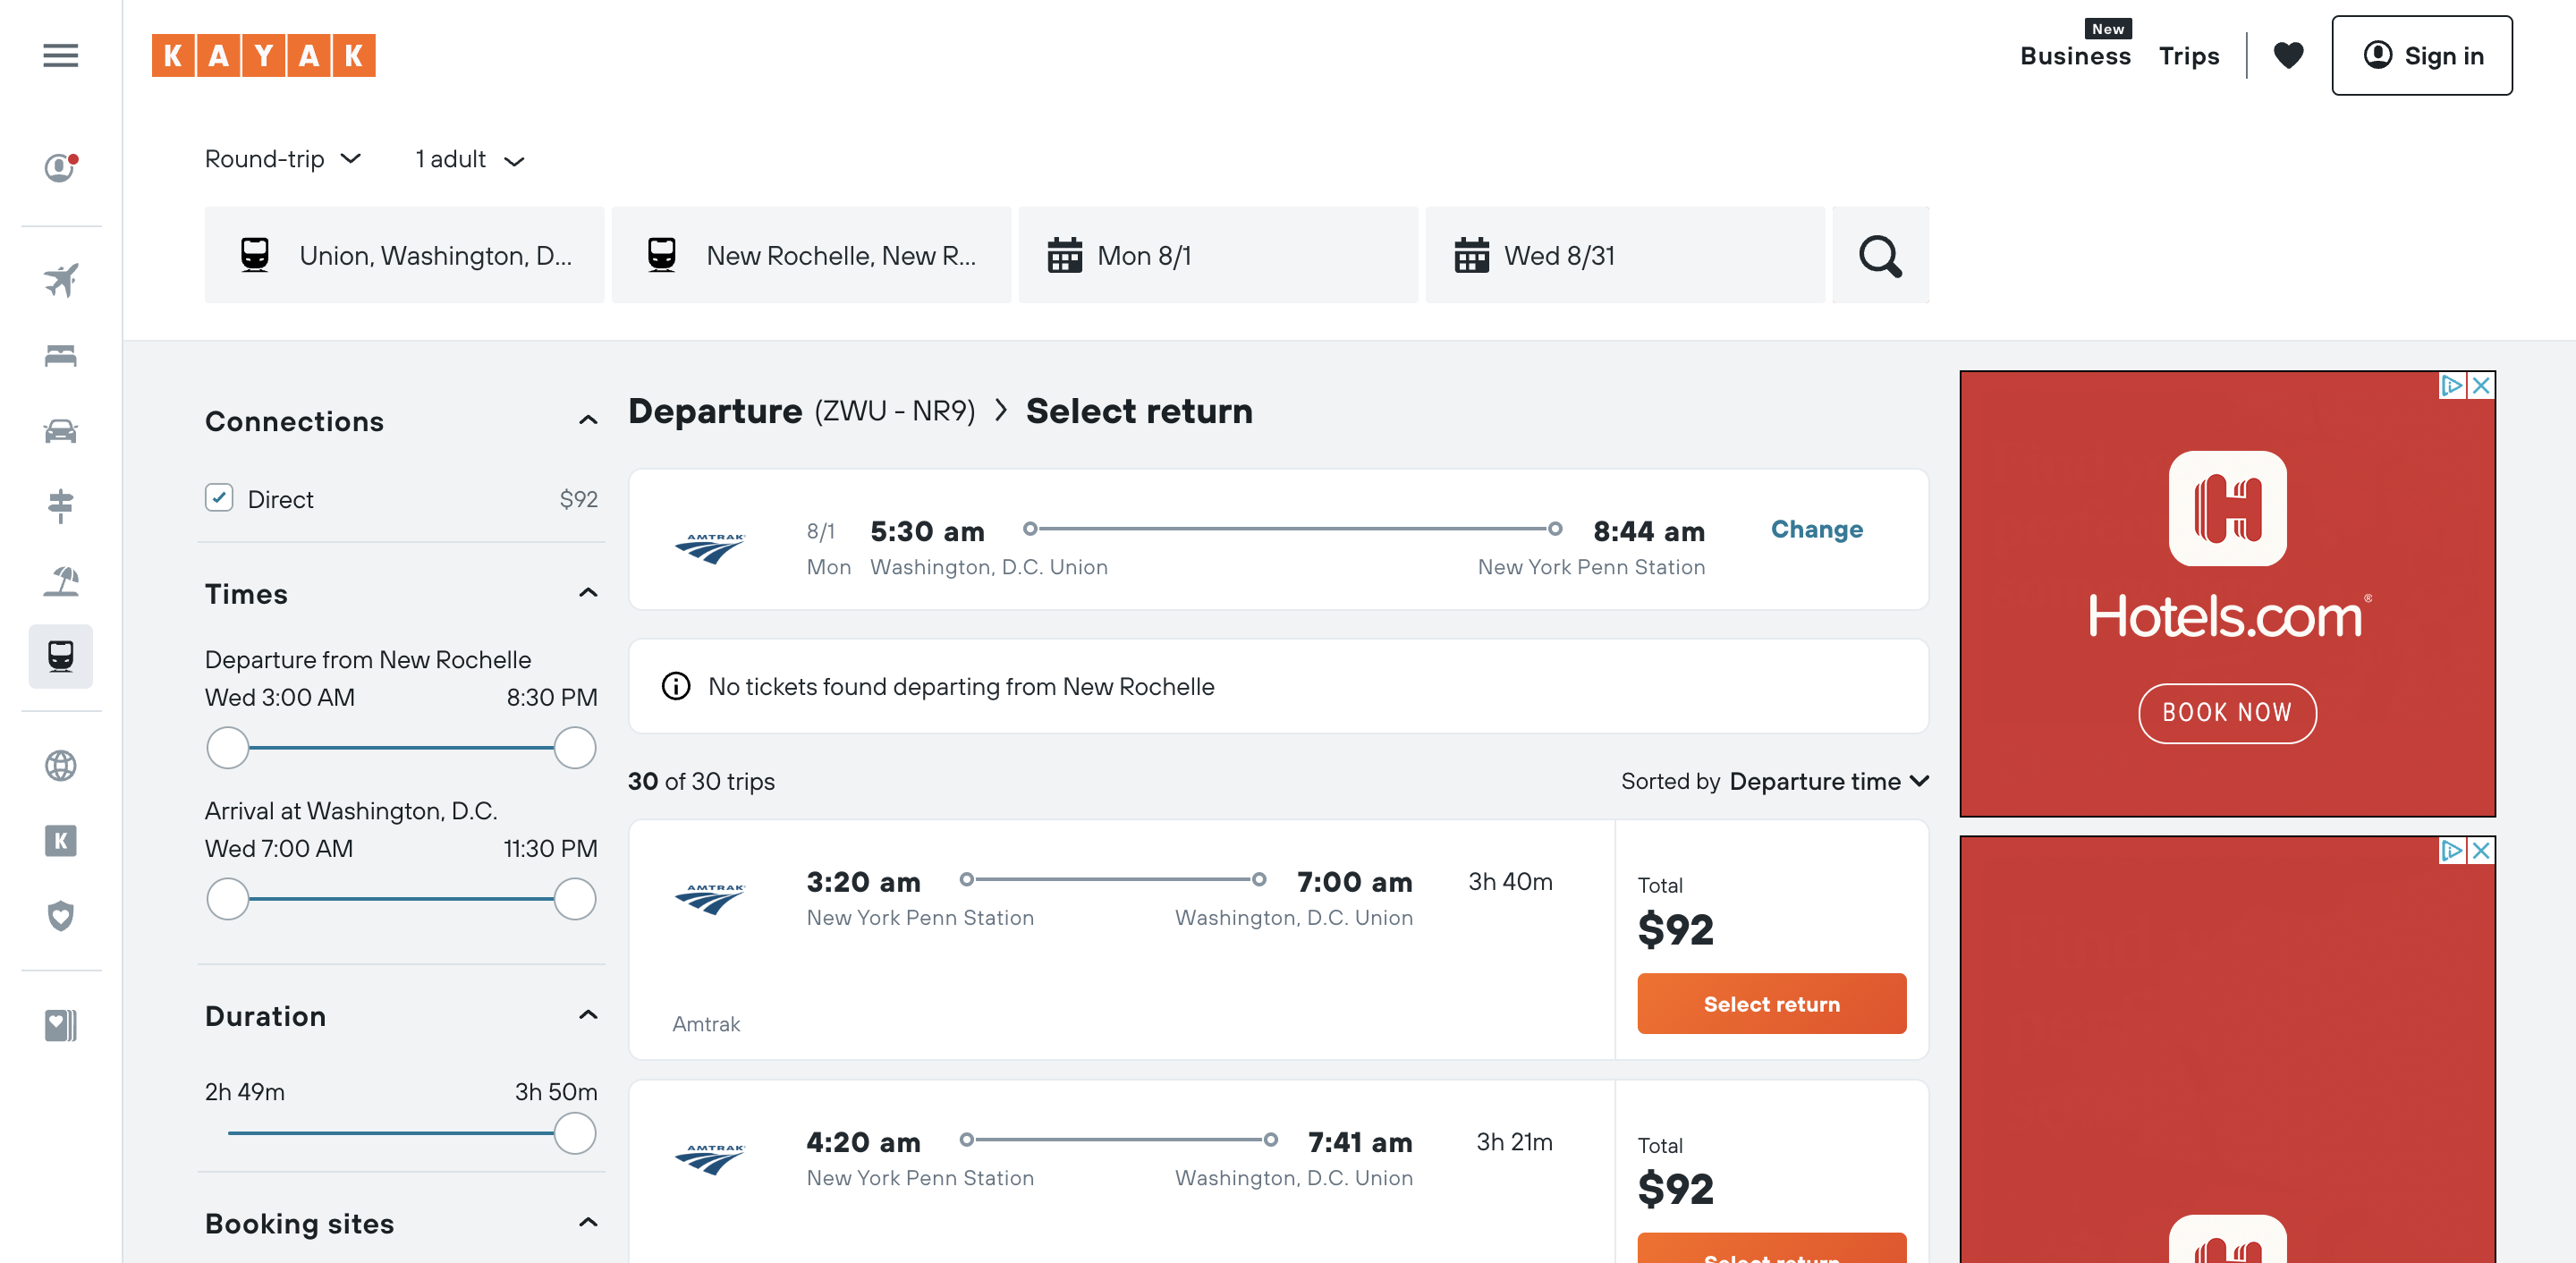 KAYAK
New
Business
Trips
Sign in
Round-trip
1 adult
Union, Washington, D...
New Rochelle, New R...
Mon 8/1
Wed 8/31
Connections
Direct
$92
Times
Departure from New Rochelle
Wed 3:00 AM
8:30 PM
Arrival at Washington, D.C.
Wed 7:00 AM
11:30 PM
Duration
2h 49m
3h 50m
Booking sites
Departure (ZWU - NR9) > Select return
AMTRAK
8/1
Mon
5:30 am
Washington, D.C. Union
8:44 am
New York Penn Station
Change
No tickets found departing from New Rochelle
30 of 30 trips
Sorted by Departure time
AMTRAK
3:20 am
New York Penn Station
7:00 am
Washington, D.C. Union
3h 40m
Amtrak
Total
$92
Select return
AMTRAK
4:20 am
New York Penn Station
7:41 am
Washington, D.C. Union
3h 21m
Total
$92
Select return
Hotels.com®
BOOK NOW
K